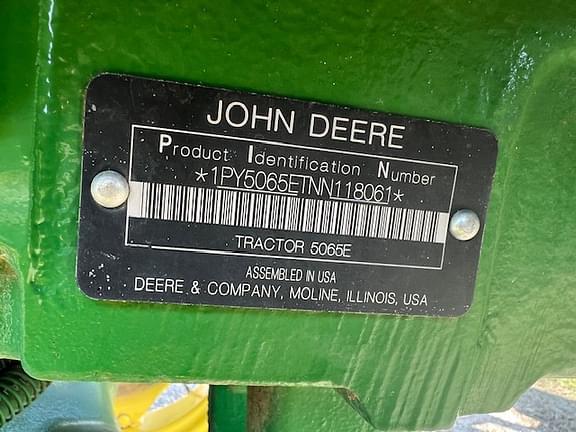 JOHN DEERE
Product Identification Number
*1PY5065ETNN118061*
TRACTOR 5065E
ASSEMBLED IN USA
DEERE & COMPANY, MOLINE, ILLINOIS, USA